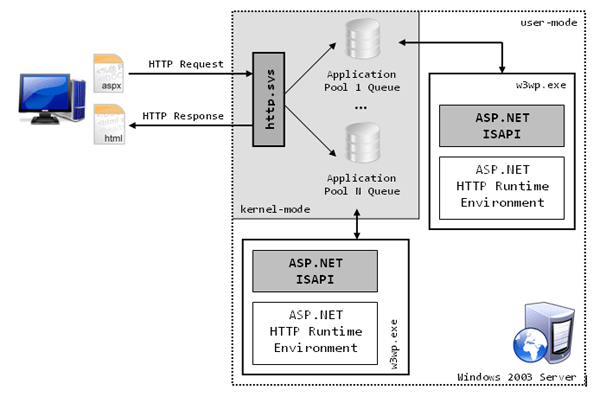 user-mode
HTTP Request
aspx
HTTP Response
html
http.svs
Application
Pool 1 Queue
...
Application
Pool N Queue
kernel-mode
w3wp.exe
ASP.NET
ISAPI
ASP.NET
HTTP Runtime
Environment
ASP.NET
ISAPI
ASP.NET
HTTP Runtime
Environment
w3wp.exe
Windows 2003 Server